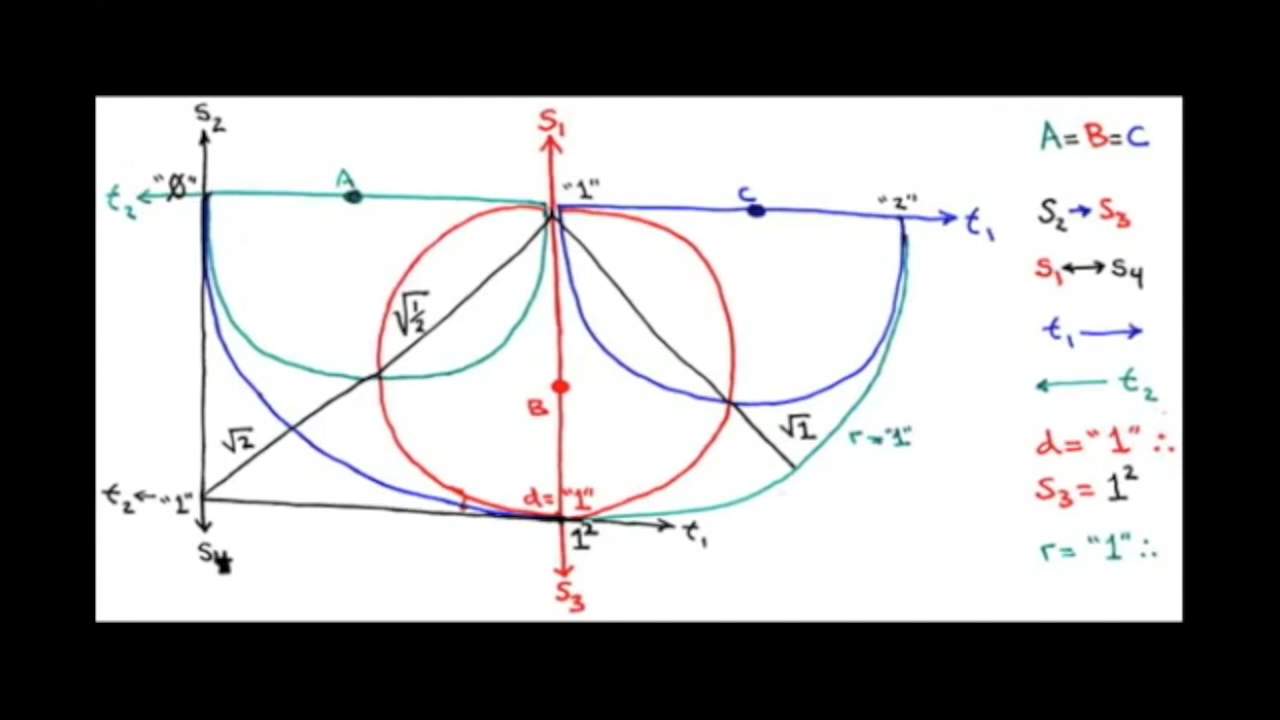 S₂
S₁
t₂ ← "Ø"
A
"1"
C
"2"
t₁
√½
B
√2
√1
r="1"
t₂ ← "1"
d="1"
1²
t₁
S₄
S₃
A=B=C
S₂→S₃
S₁↔S₄
t₁ →
← t₂
d="1" ∴
S₃= 1²
r= "1" ∴